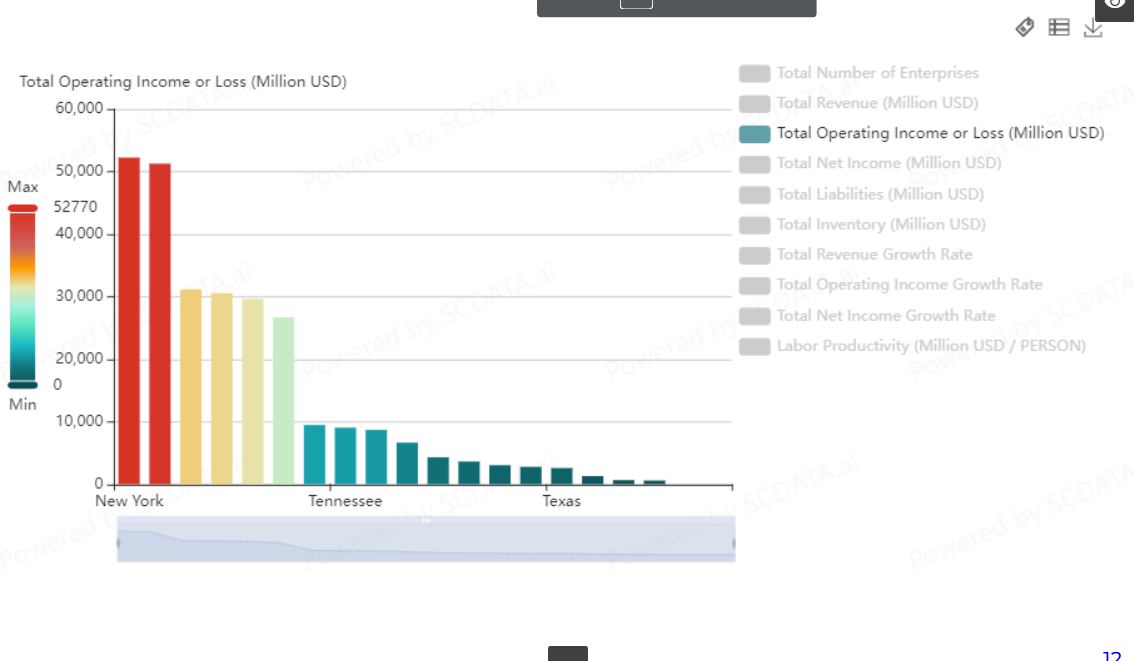 Total Operating Income or Loss (Million USD)
60,000
50,000
40,000
30,000
20,000
10,000
0
Max
52770
0
Min
New York
Tennessee
Texas
Total Number of Enterprises
Total Revenue (Million USD)
Total Operating Income or Loss (Million USD)
Total Net Income (Million USD)
Total Liabilities (Million USD)
Total Inventory (Million USD)
Total Revenue Growth Rate
Total Operating Income Growth Rate
Total Net Income Growth Rate
Labor Productivity (Million USD / PERSON)
Powered by SCDATA.ai
12